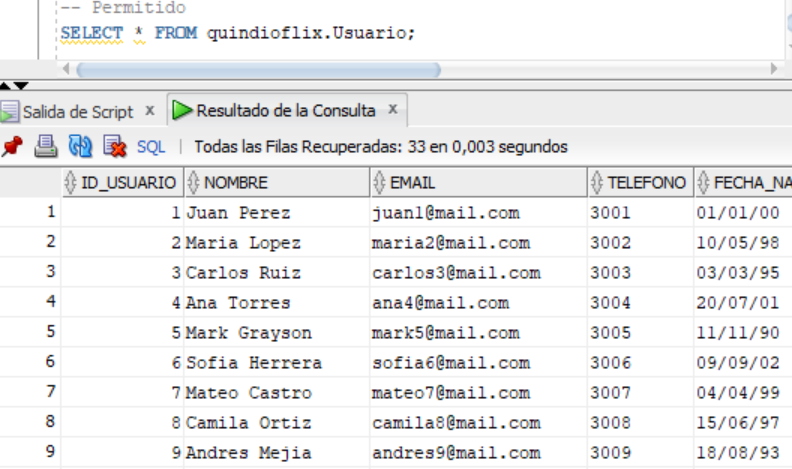 -- Permitido
SELECT * FROM quindioflix.Usuario;
Salida de Script x Resultado de la Consulta x
SQL | Todas las Filas Recuperadas: 33 en 0,003 segundos
ID_USUARIO NOMBRE EMAIL TELEFONO FECHA_NA
1 1 Juan Perez juan1@mail.com 3001 01/01/00
2 2 Maria Lopez maria2@mail.com 3002 10/05/98
3 3 Carlos Ruiz carlos3@mail.com 3003 03/03/95
4 4 Ana Torres ana4@mail.com 3004 20/07/01
5 5 Mark Grayson mark5@mail.com 3005 11/11/90
6 6 Sofia Herrera sofia6@mail.com 3006 09/09/02
7 7 Mateo Castro mateo7@mail.com 3007 04/04/99
8 8 Camila Ortiz camila8@mail.com 3008 15/06/97
9 9 Andres Mejia andres9@mail.com 3009 18/08/93